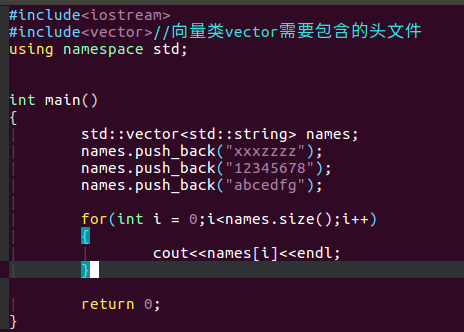 #include<iostream>
#include<vector>//向量类vector需要包含的头文件
using namespace std;
int main()
{
std::vector<std::string> names;
names.push_back("xxxzzzz");
names.push_back("12345678");
names.push_back("abcedfg");
for(int i = 0;i<names.size();i++)
{
cout<<names[i]<<endl;
}
return 0;
}